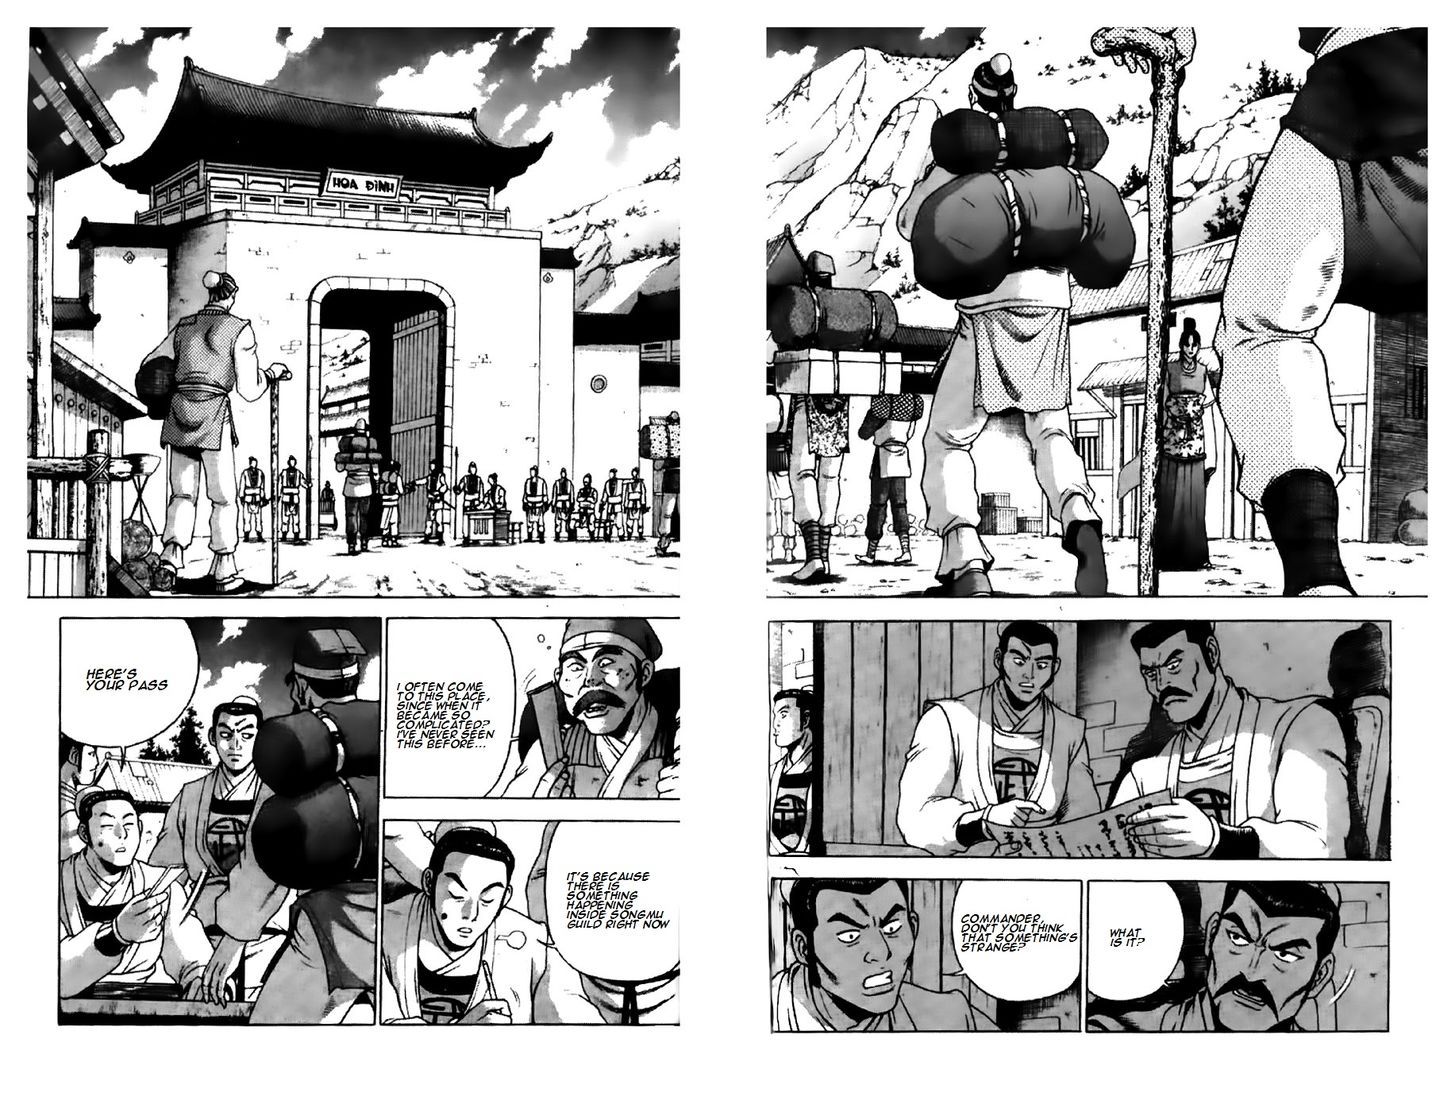 HOA ĐÌNH
HERE'S
YOUR PASS
I OFTEN COME
TO THIS PLACE,
SINCE WHEN IT
BECAME SO
COMPLICATED?
I'VE NEVER SEEN
THIS BEFORE...
IT'S BECAUSE
THERE IS
SOMETHING
HAPPENING
INSIDE SONGMU
GUILD RIGHT NOW
COMMANDER,
DON'T YOU THINK
THAT SOMETHING'S
STRANGE?
WHAT
IS IT?